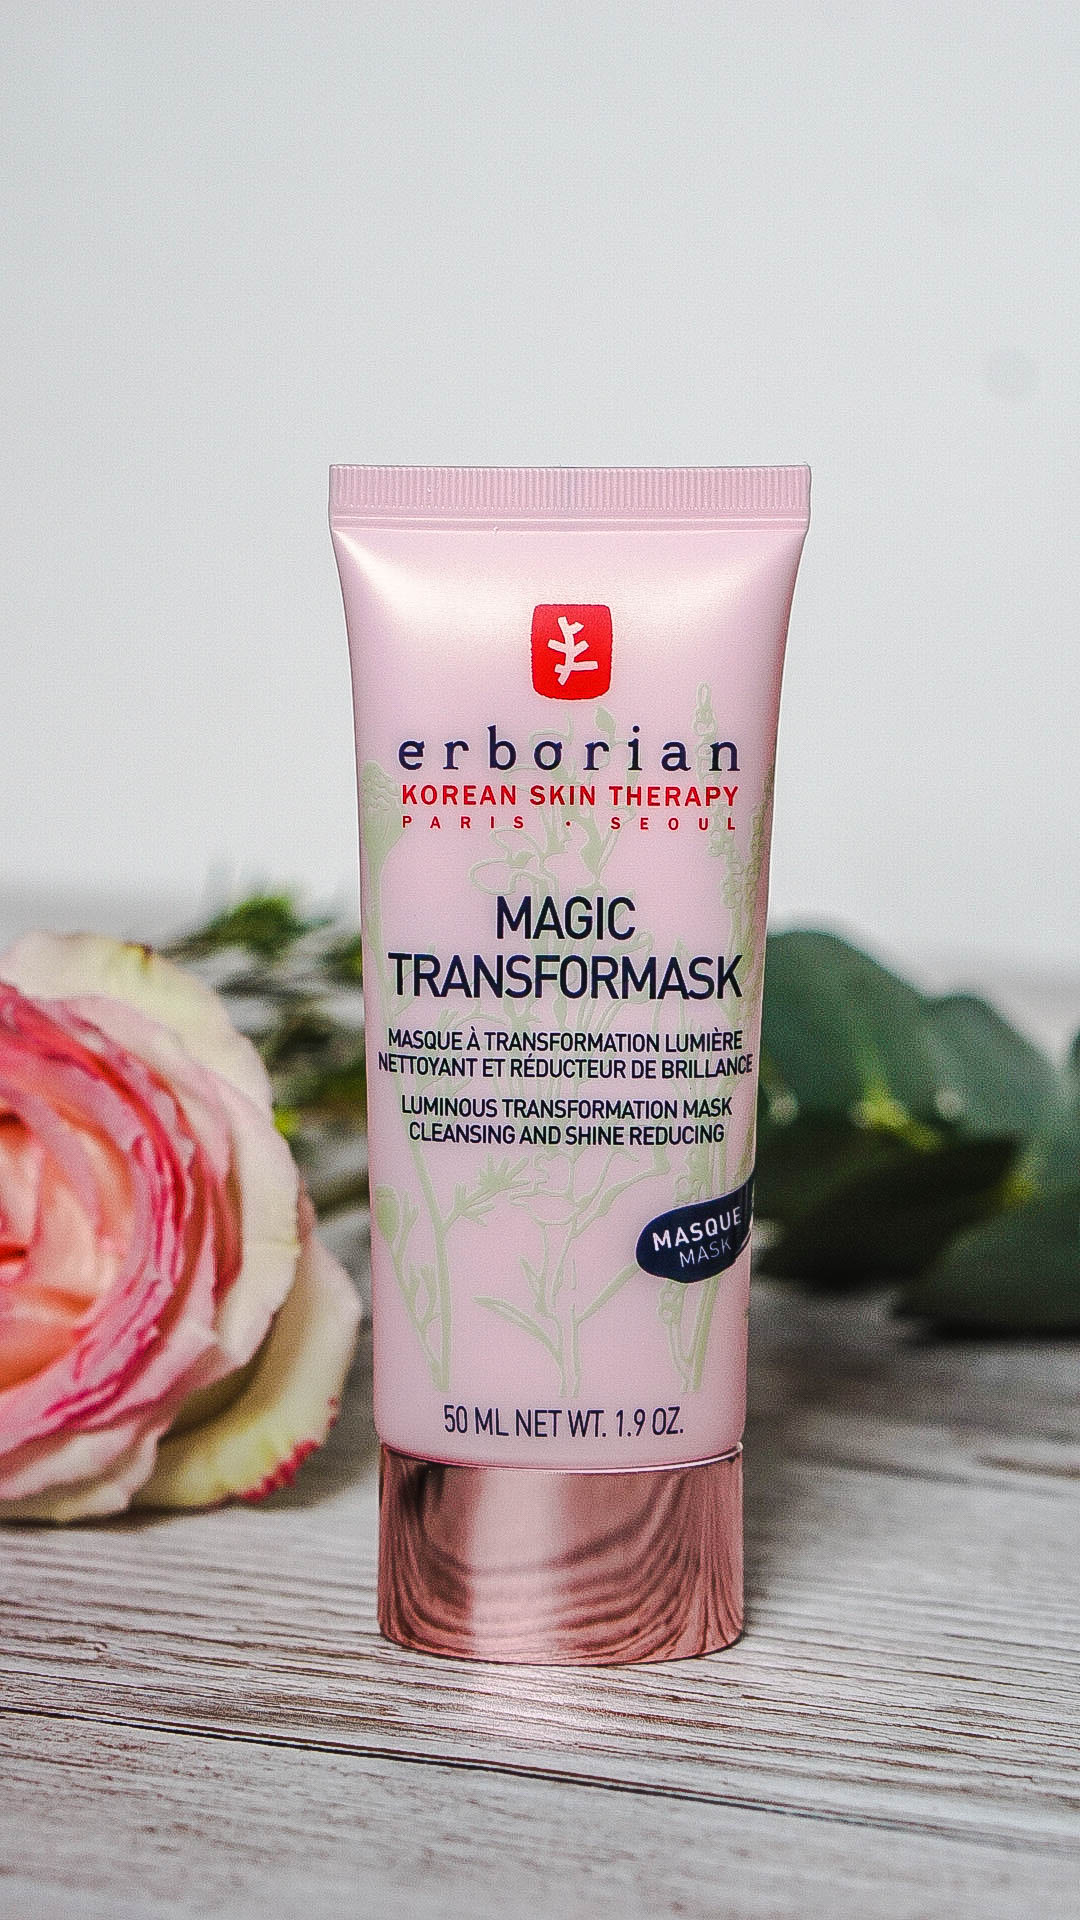 erborian
KOREAN SKIN THERAPY
PARIS · SEOUL
MAGIC
TRANSFORMASK
MASQUE À TRANSFORMATION LUMIÈRE
NETTOYANT ET RÉDUCTEUR DE BRILLANCE
LUMINOUS TRANSFORMATION MASK
CLEANSING AND SHINE REDUCING
MASQUE
MASK
50 ML NET WT. 1.9 OZ.